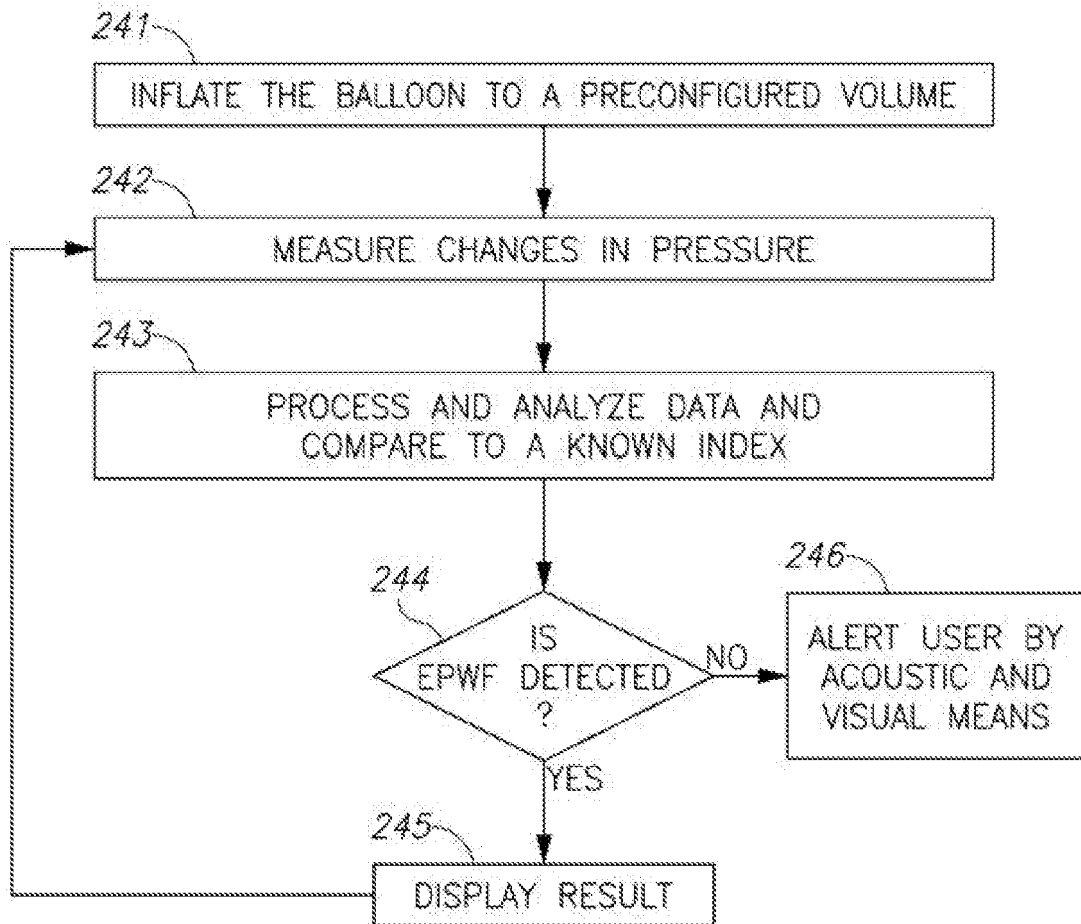 241
INFLATE THE BALLOON TO A PRECONFIGURED VOLUME
242
MEASURE CHANGES IN PRESSURE
243
PROCESS AND ANALYZE DATA AND
COMPARE TO A KNOWN INDEX
244
IS
EPWF DETECTED
?
NO
246
ALERT USER BY
ACOUSTIC AND
VISUAL MEANS
YES
245
DISPLAY RESULT